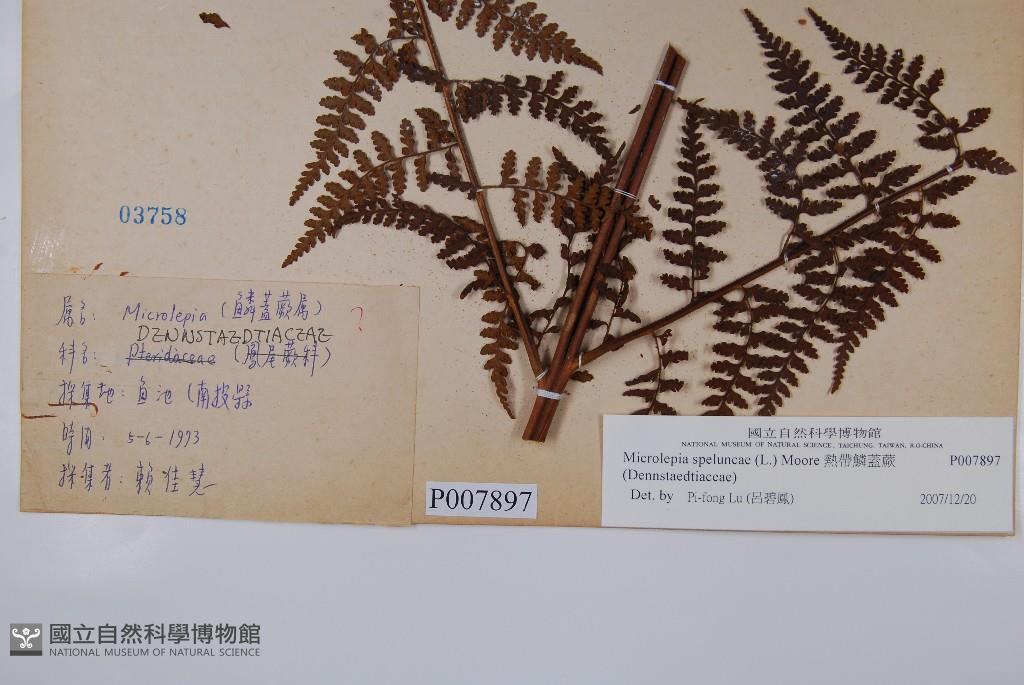 03758
属名: Microlepia (鱗蓋蕨属) ?
DENNSTAEDTIACEAE
科名: Pteridaceae (鳳尾蕨科)
採集地: 魚池 (南投縣
時間: 5-6-1973
採集者: 賴佳慧
P007897
國立自然科學博物館
NATIONAL MUSEUM OF NATURAL SCIENCE, TAICHUNG, TAIWAN, R.O.CHINA
Microlepia speluncae (L.) Moore 熱帶鱗蓋蕨 P007897
(Dennstaedtiaceae)
Det. by Pi-fong Lu (呂碧鳳) 2007/12/20
國立自然科學博物館
NATIONAL MUSEUM OF NATURAL SCIENCE